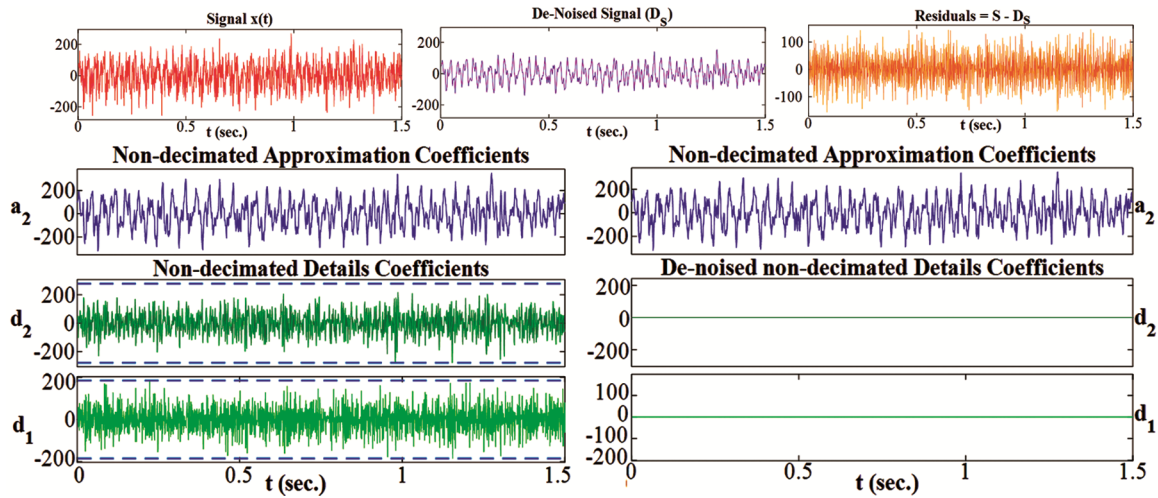 Signal x(t)
200
0
-200
0
0.5
1
1.5
t (sec.)
De-Noised Signal (DS)
200
0
-200
0
1
1.5
t (sec.)
Residuals = S - DS
100
0
-100
0
0.5
1
1.5
t (sec.)
Non-decimated Approximation Coefficients
a2
200
0
-200
Non-decimated Details Coefficients
d2
200
0
-200
d1
200
0
-200
0
0.5
1
1.5
t (sec.)
Non-decimated Approximation Coefficients
200
0
-200
a2
De-noised non-decimated Details Coefficients
200
0
-200
d2
100
0
-100
-200
d1
0
0.5
1
1.5
t (sec.)